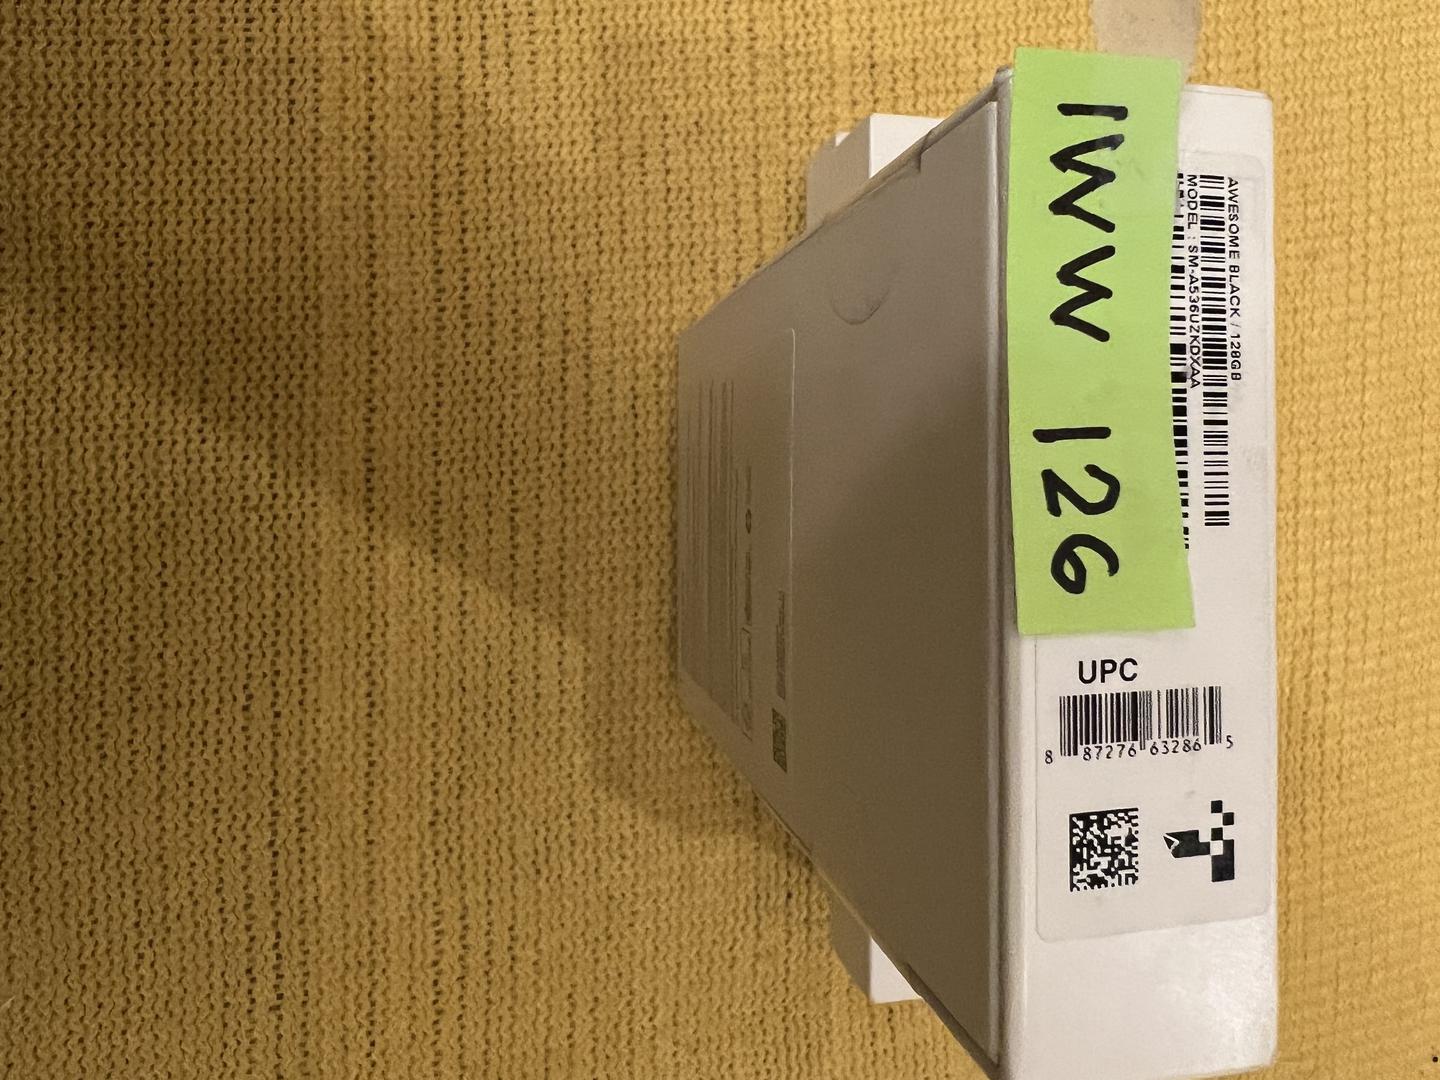 IWW 126
AWESOME BLACK / 128GB
MODEL : SM-A536UZKDXAA
UPC
8 87276 63286 5